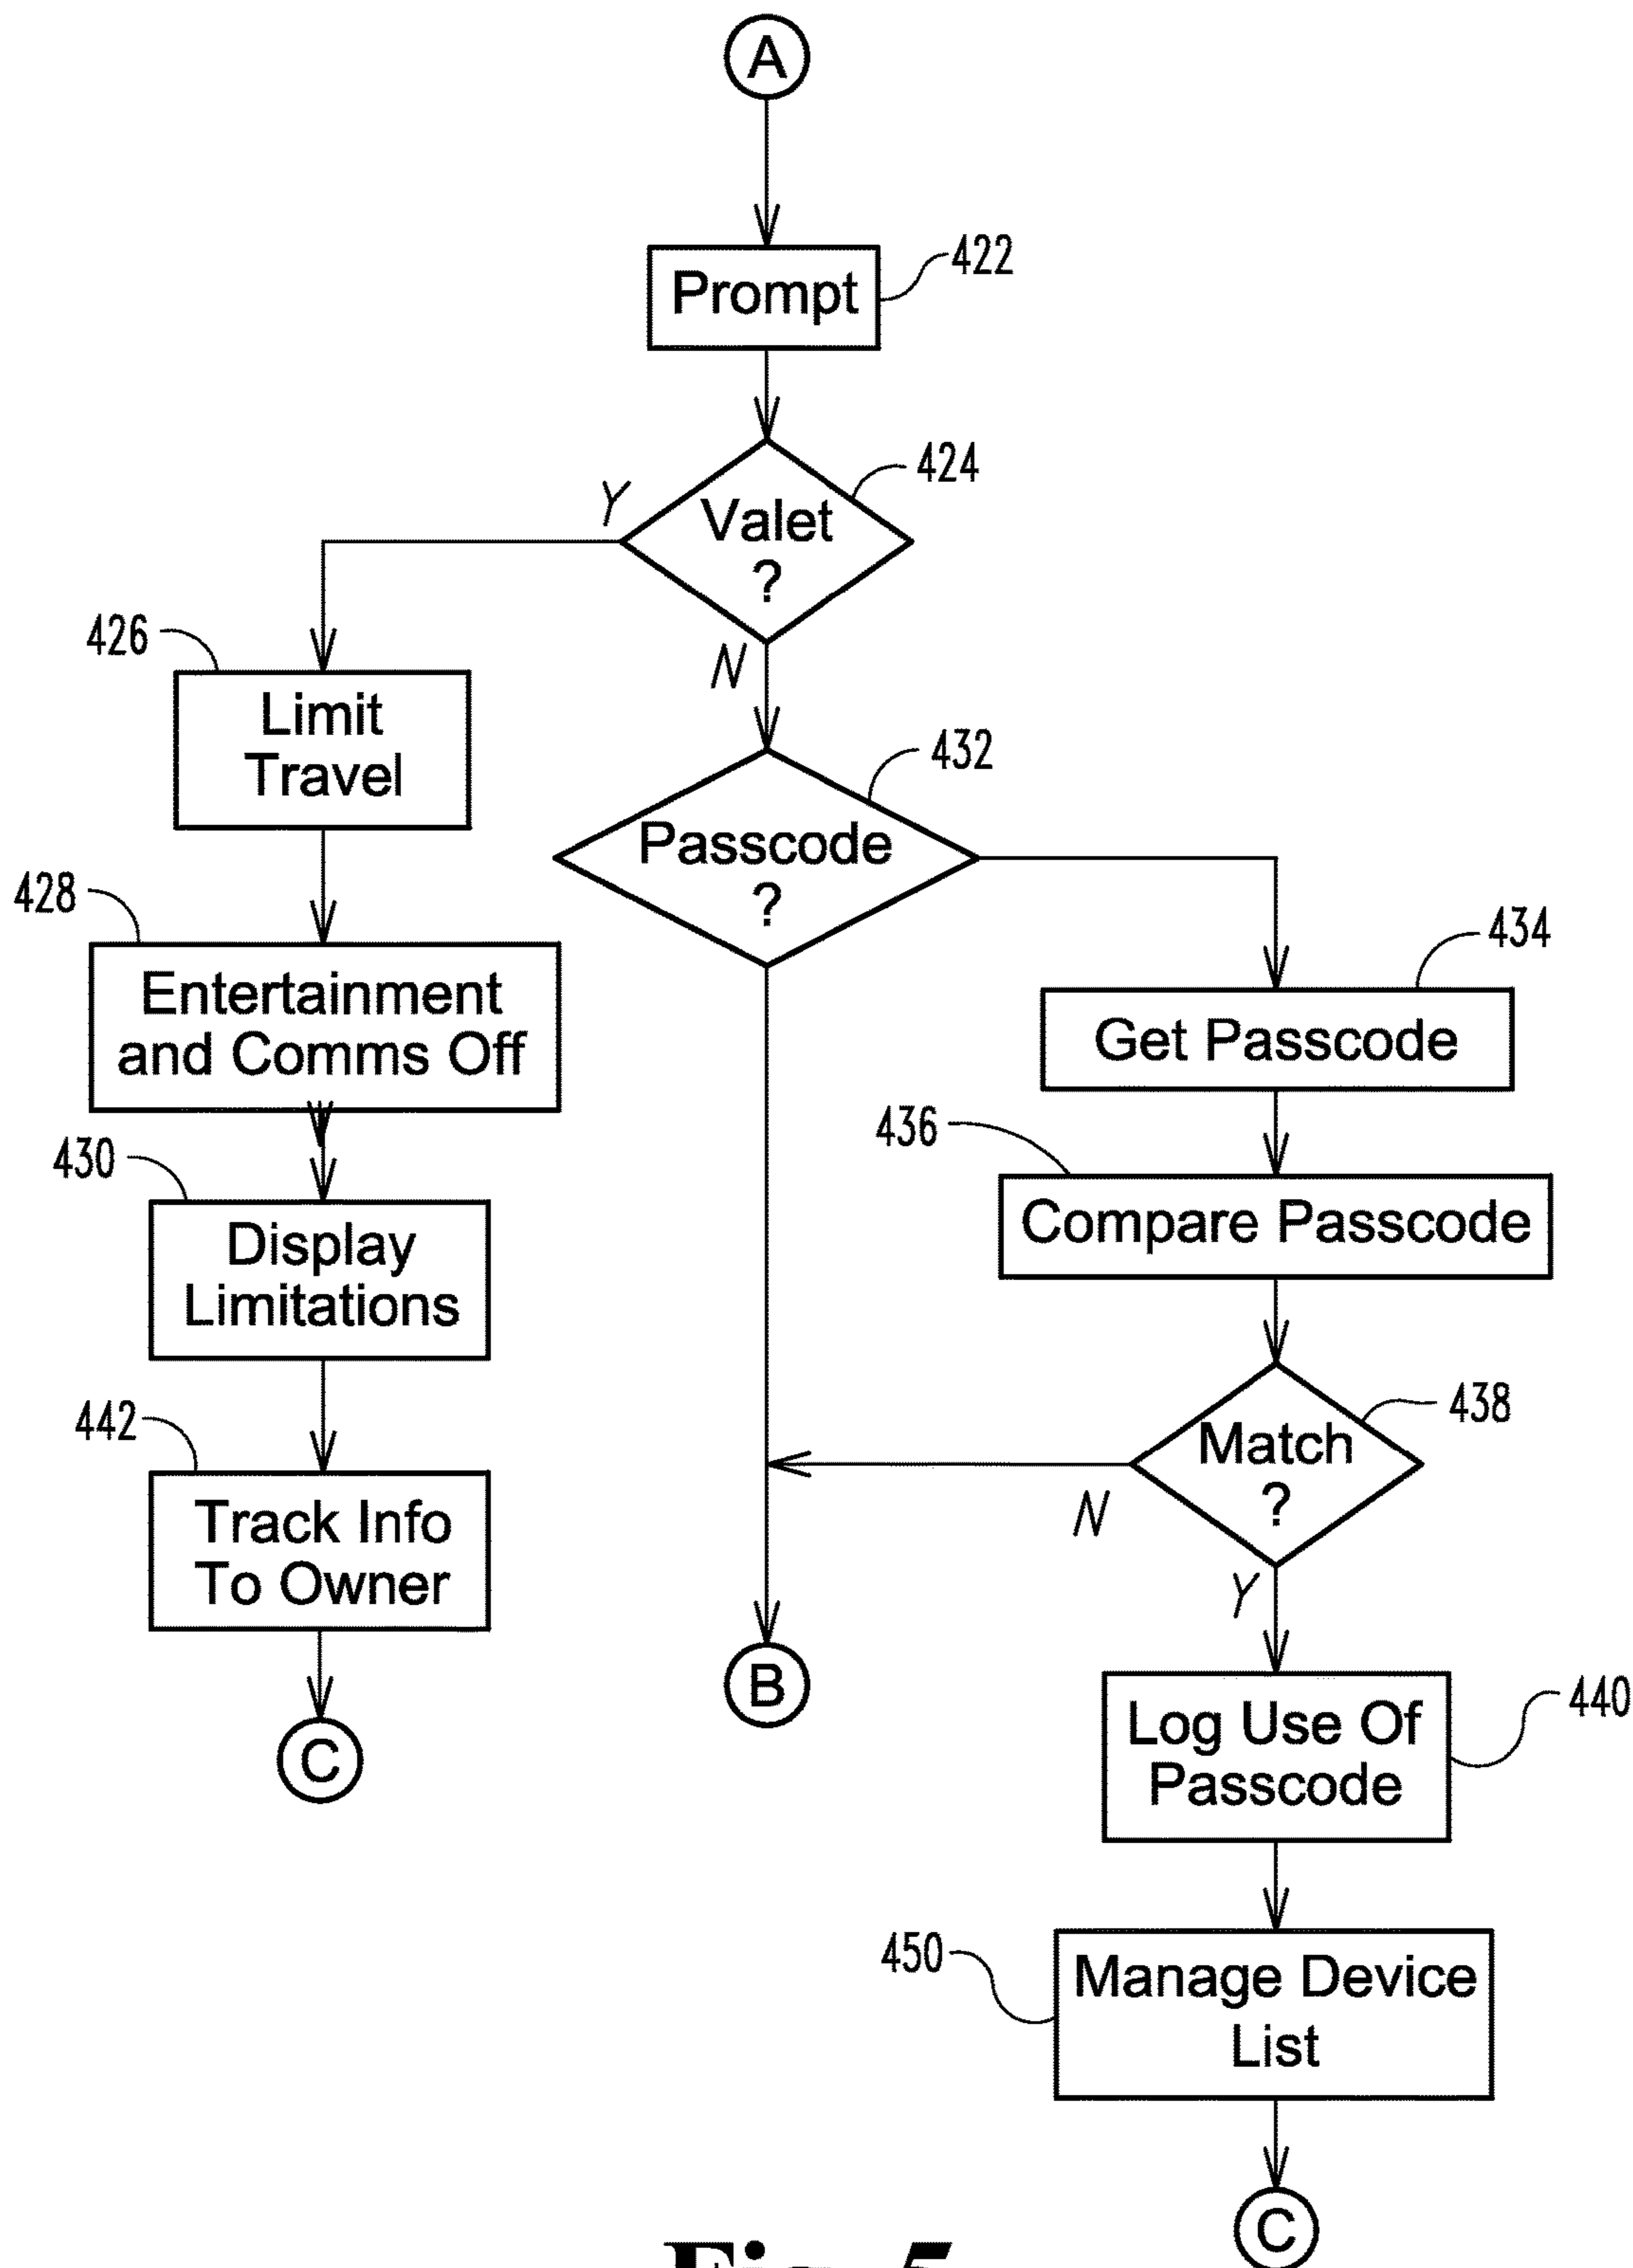 A
Prompt
422
Valet
?
424
Y
N
426
Limit
Travel
432
Passcode
?
428
Entertainment
and Comms Off
434
Get Passcode
436
Compare Passcode
430
Display
Limitations
438
Match
?
N
Y
442
Track Info
To Owner
C
B
440
Log Use Of
Passcode
450
Manage Device
List
C